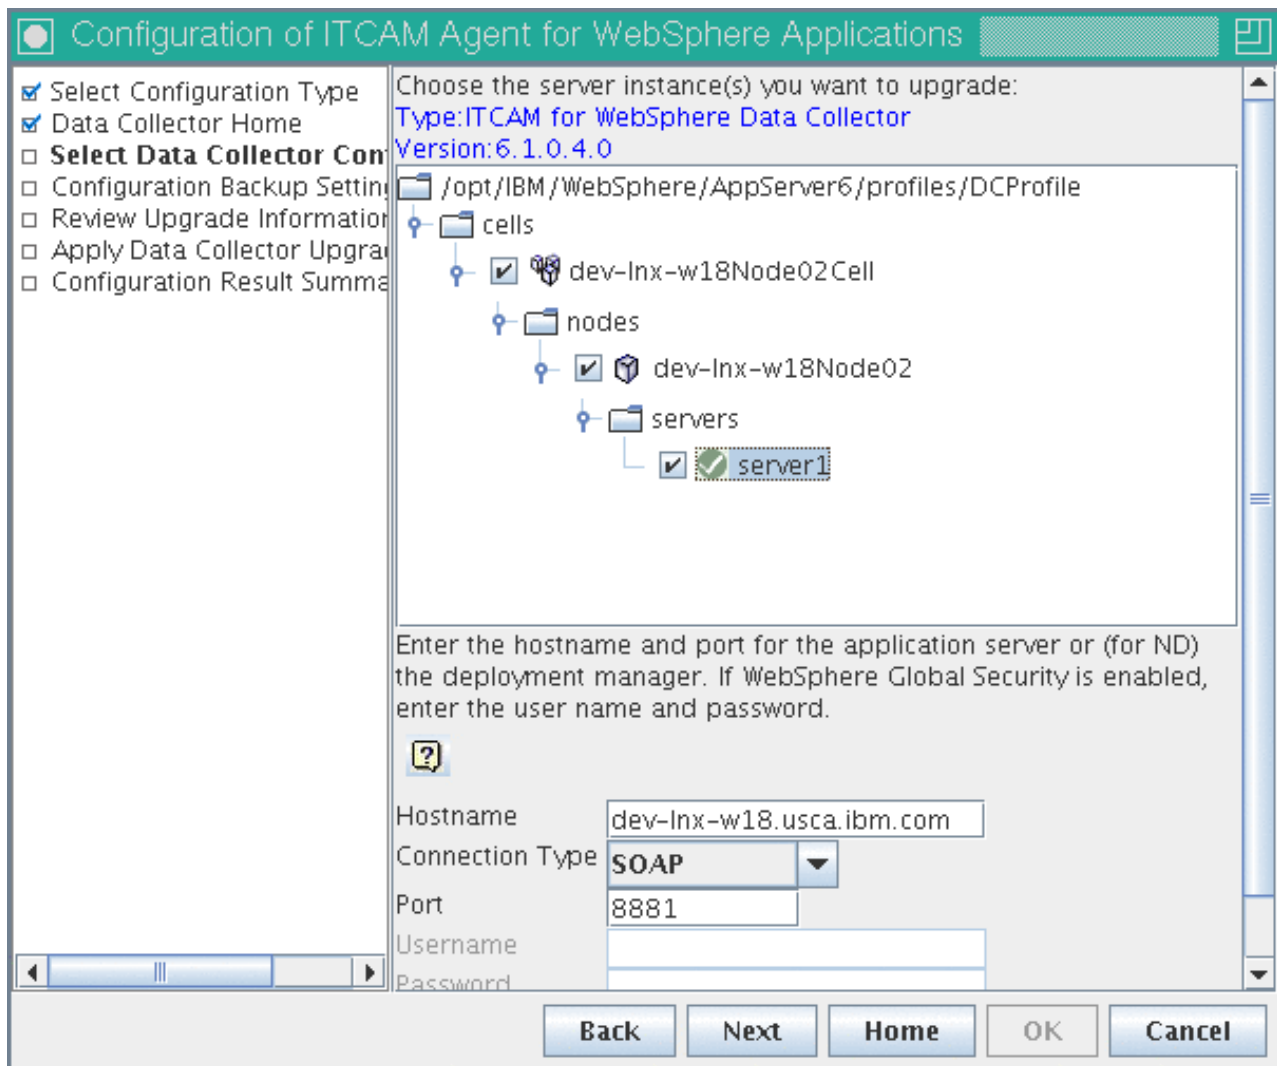 Configuration of ITCAM Agent for WebSphere Applications
Select Configuration Type
Data Collector Home
Select Data Collector Con
Configuration Backup Setting
Review Upgrade Information
Apply Data Collector Upgra
Configuration Result Summa
Choose the server instance(s) you want to upgrade:
Type:ITCAM for WebSphere Data Collector
Version:6.1.0.4.0
/opt/IBM/WebSphere/AppServer6/profiles/DCProfile
cells
dev-lnx-w18Node02Cell
nodes
dev-lnx-w18Node02
servers
server1
Enter the hostname and port for the application server or (for ND)
the deployment manager. If WebSphere Global Security is enabled,
enter the user name and password.
?
Hostname dev-lnx-w18.usca.ibm.com
Connection Type SOAP
Port 8881
Username
Password
Back Next Home OK Cancel